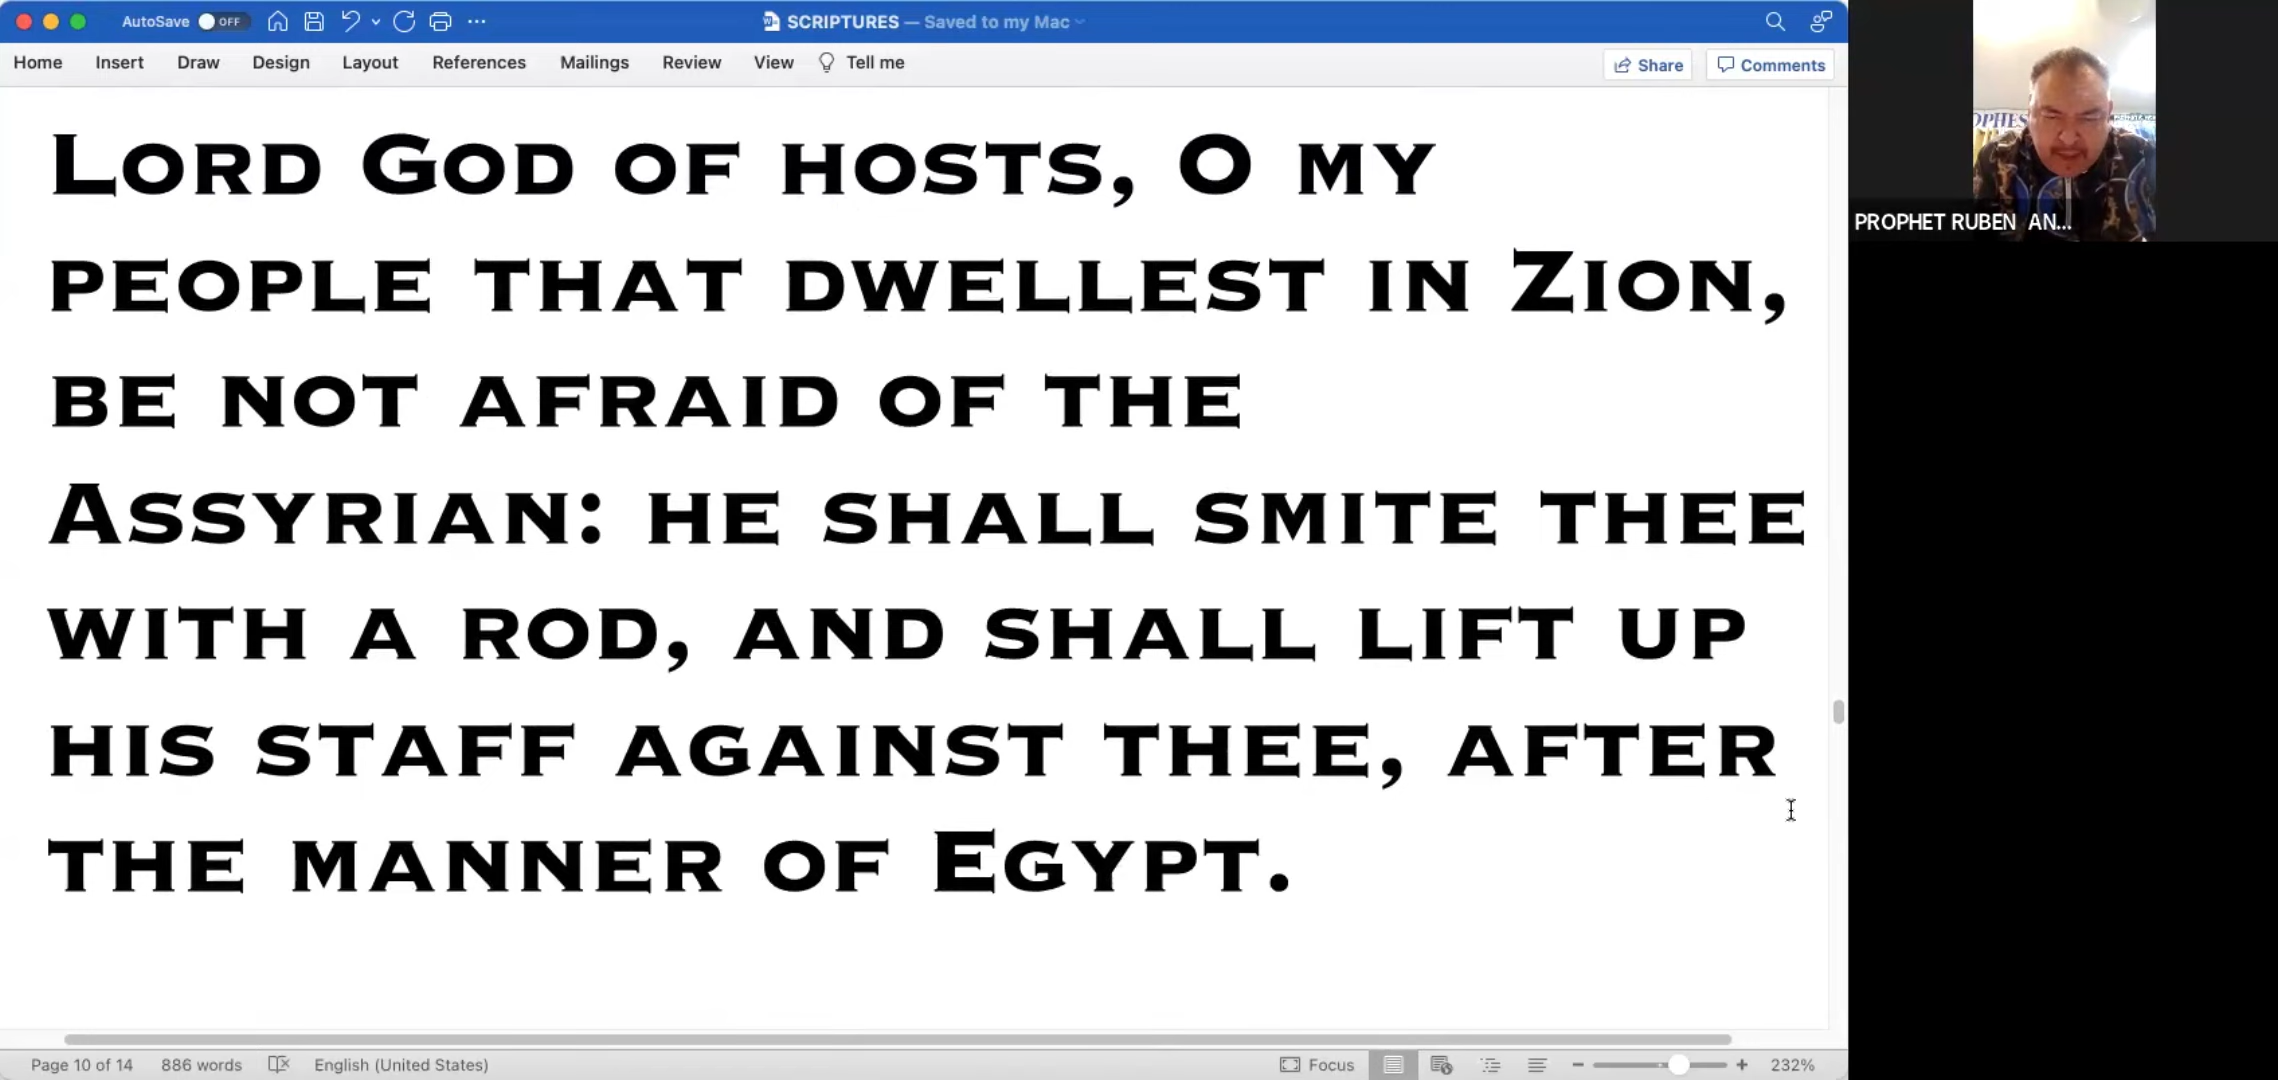 AutoSave OFF
SCRIPTURES — Saved to my Mac
Home Insert Draw Design Layout References Mailings Review View Tell me
Share Comments
LORD GOD OF HOSTS, O MY
PEOPLE THAT DWELLEST IN ZION,
BE NOT AFRAID OF THE
ASSYRIAN: HE SHALL SMITE THEE
WITH A ROD, AND SHALL LIFT UP
HIS STAFF AGAINST THEE, AFTER
THE MANNER OF EGYPT.
Page 10 of 14 886 words English (United States) Focus 232%
PROPHET RUBEN AN...